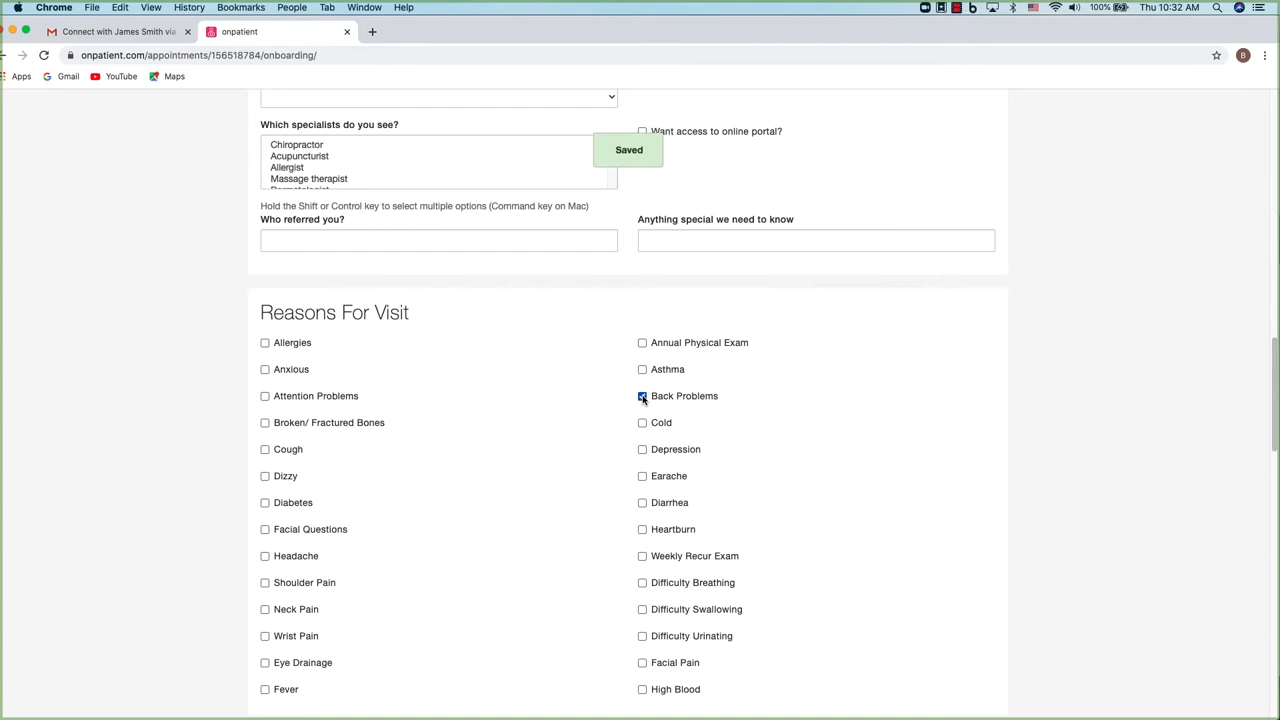 Chrome File Edit View History Bookmarks People Tab Window Help 100% Thu 10:32 AM
Connect with James Smith via onpatient
onpatient.com/appointments/156518784/onboarding/ B
Apps Gmail YouTube Maps
Which specialists do you see? Want access to online portal?
Chiropractor
Acupuncturist
Allergist
Massage therapist
Dermatologist
Saved
Hold the Shift or Control key to select multiple options (Command key on Mac)
Who referred you? Anything special we need to know
Reasons For Visit
Allergies Annual Physical Exam
Anxious Asthma
Attention Problems Back Problems
Broken/ Fractured Bones Cold
Cough Depression
Dizzy Earache
Diabetes Diarrhea
Facial Questions Heartburn
Headache Weekly Recur Exam
Shoulder Pain Difficulty Breathing
Neck Pain Difficulty Swallowing
Wrist Pain Difficulty Urinating
Eye Drainage Facial Pain
Fever High Blood